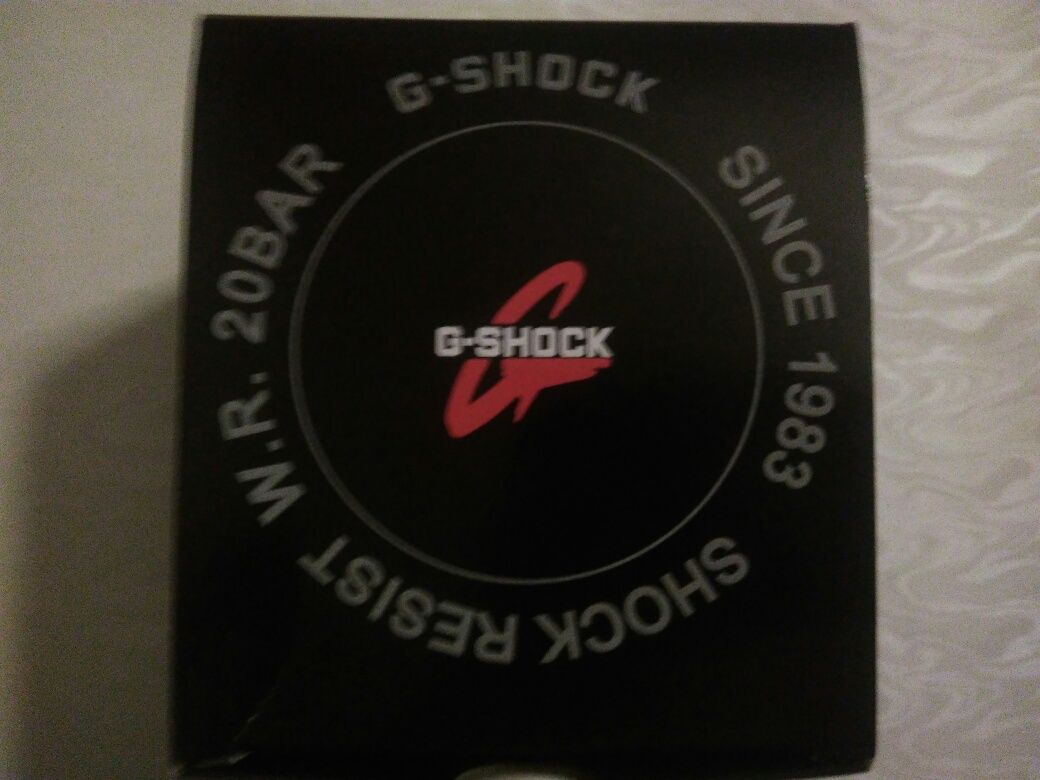 G-SHOCK
SINCE 1983
SHOCK RESIST
W.R. 20BAR
G-SHOCK